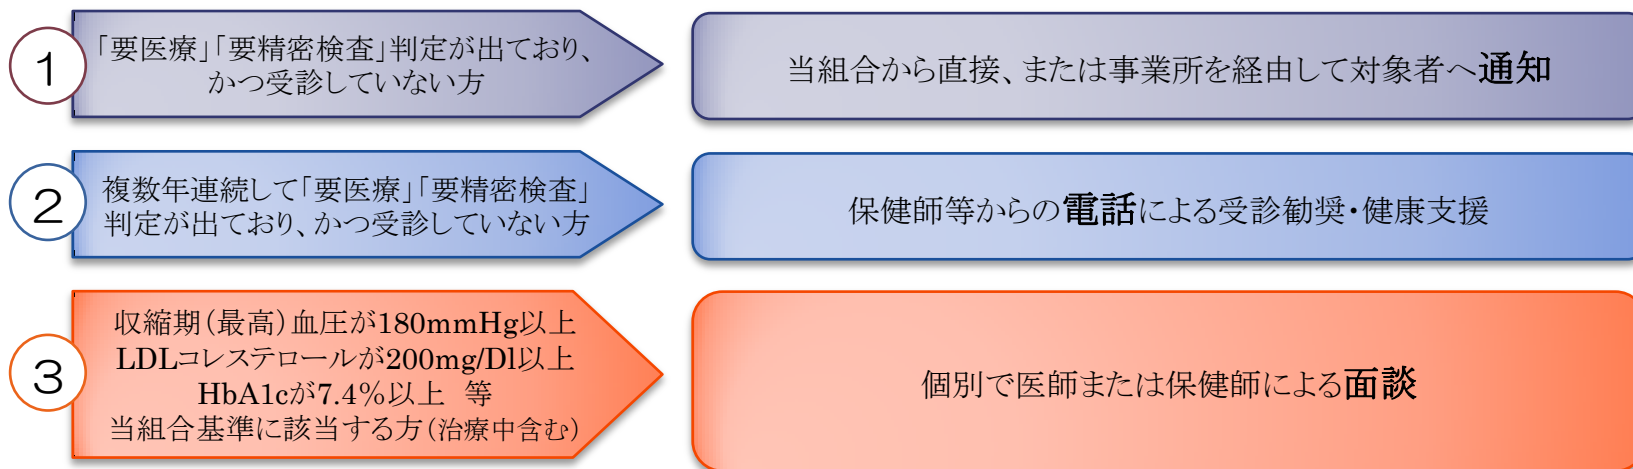 1
「要医療」「要精密検査」判定が出ており、
かつ受診していない方
当組合から直接、または事業所を経由して対象者へ通知
2
複数年連続して「要医療」「要精密検査」
判定が出ており、かつ受診していない方
保健師等からの電話による受診勧奨・健康支援
3
収縮期(最高)血圧が180mmHg以上
LDLコレステロールが200mg/Dl以上
HbA1cが7.4%以上 等
当組合基準に該当する方(治療中含む)
個別で医師または保健師による面談